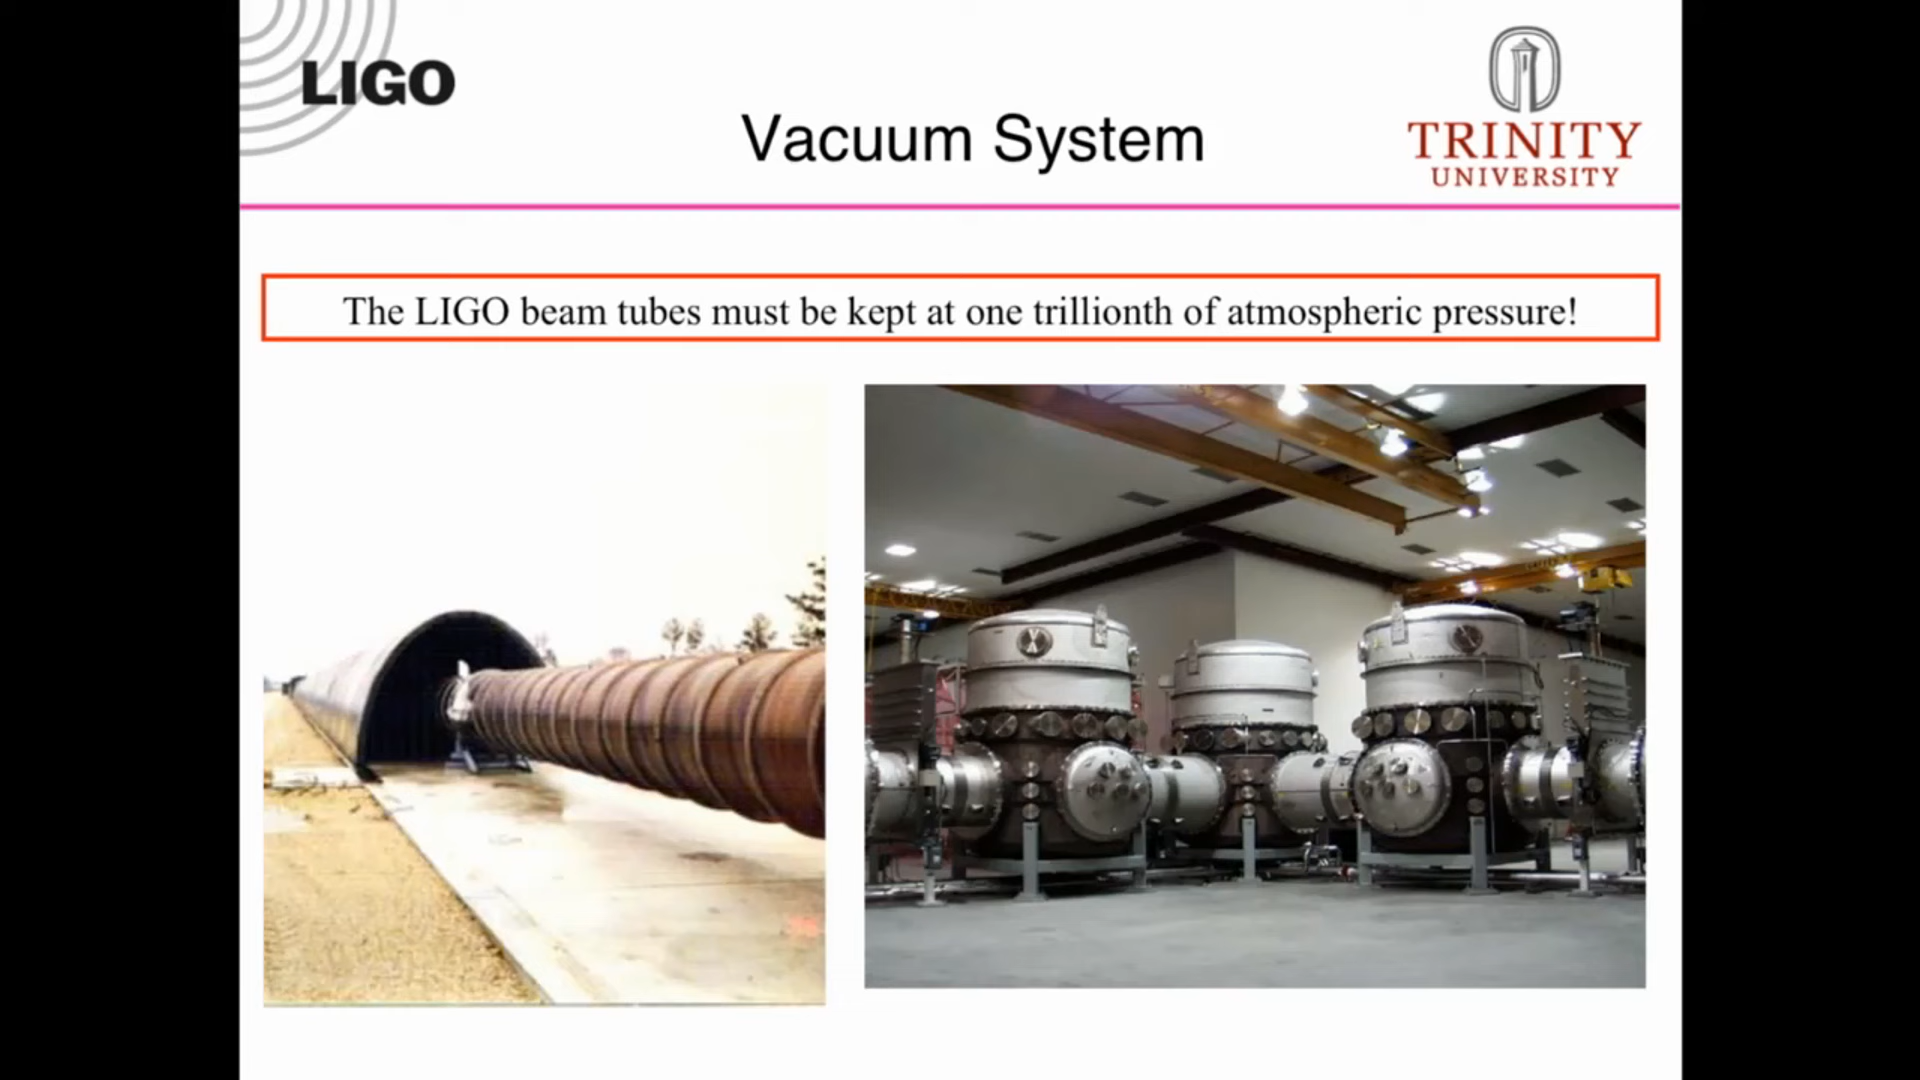 LIGO
Vacuum System
TRINITY
UNIVERSITY
The LIGO beam tubes must be kept at one trillionth of atmospheric pressure!